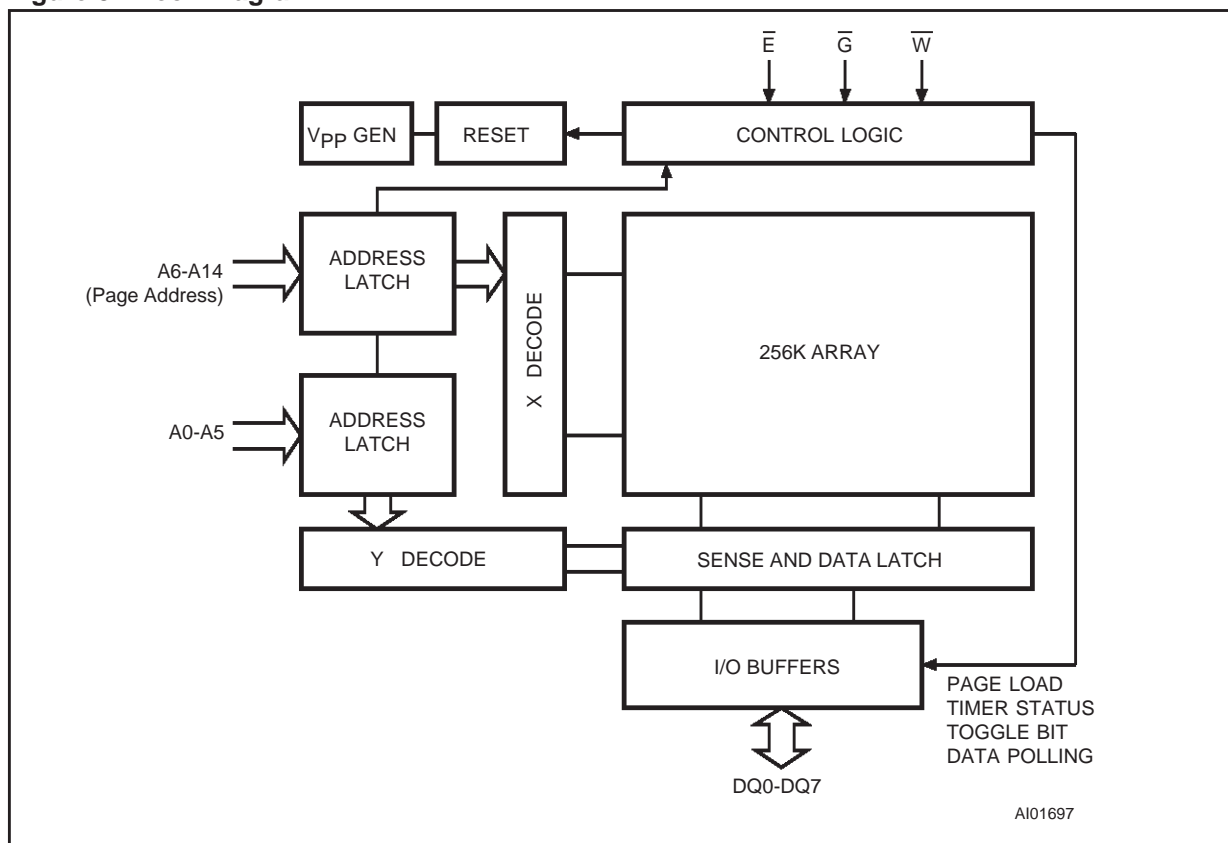 E̅ G̅ W̅
VPP GEN
RESET
CONTROL LOGIC
A6-A14
(Page Address)
ADDRESS
LATCH
X DECODE
256K ARRAY
A0-A5
ADDRESS
LATCH
Y DECODE
SENSE AND DATA LATCH
I/O BUFFERS
PAGE LOAD
TIMER STATUS
TOGGLE BIT
DATA POLLING
DQ0-DQ7
AI01697